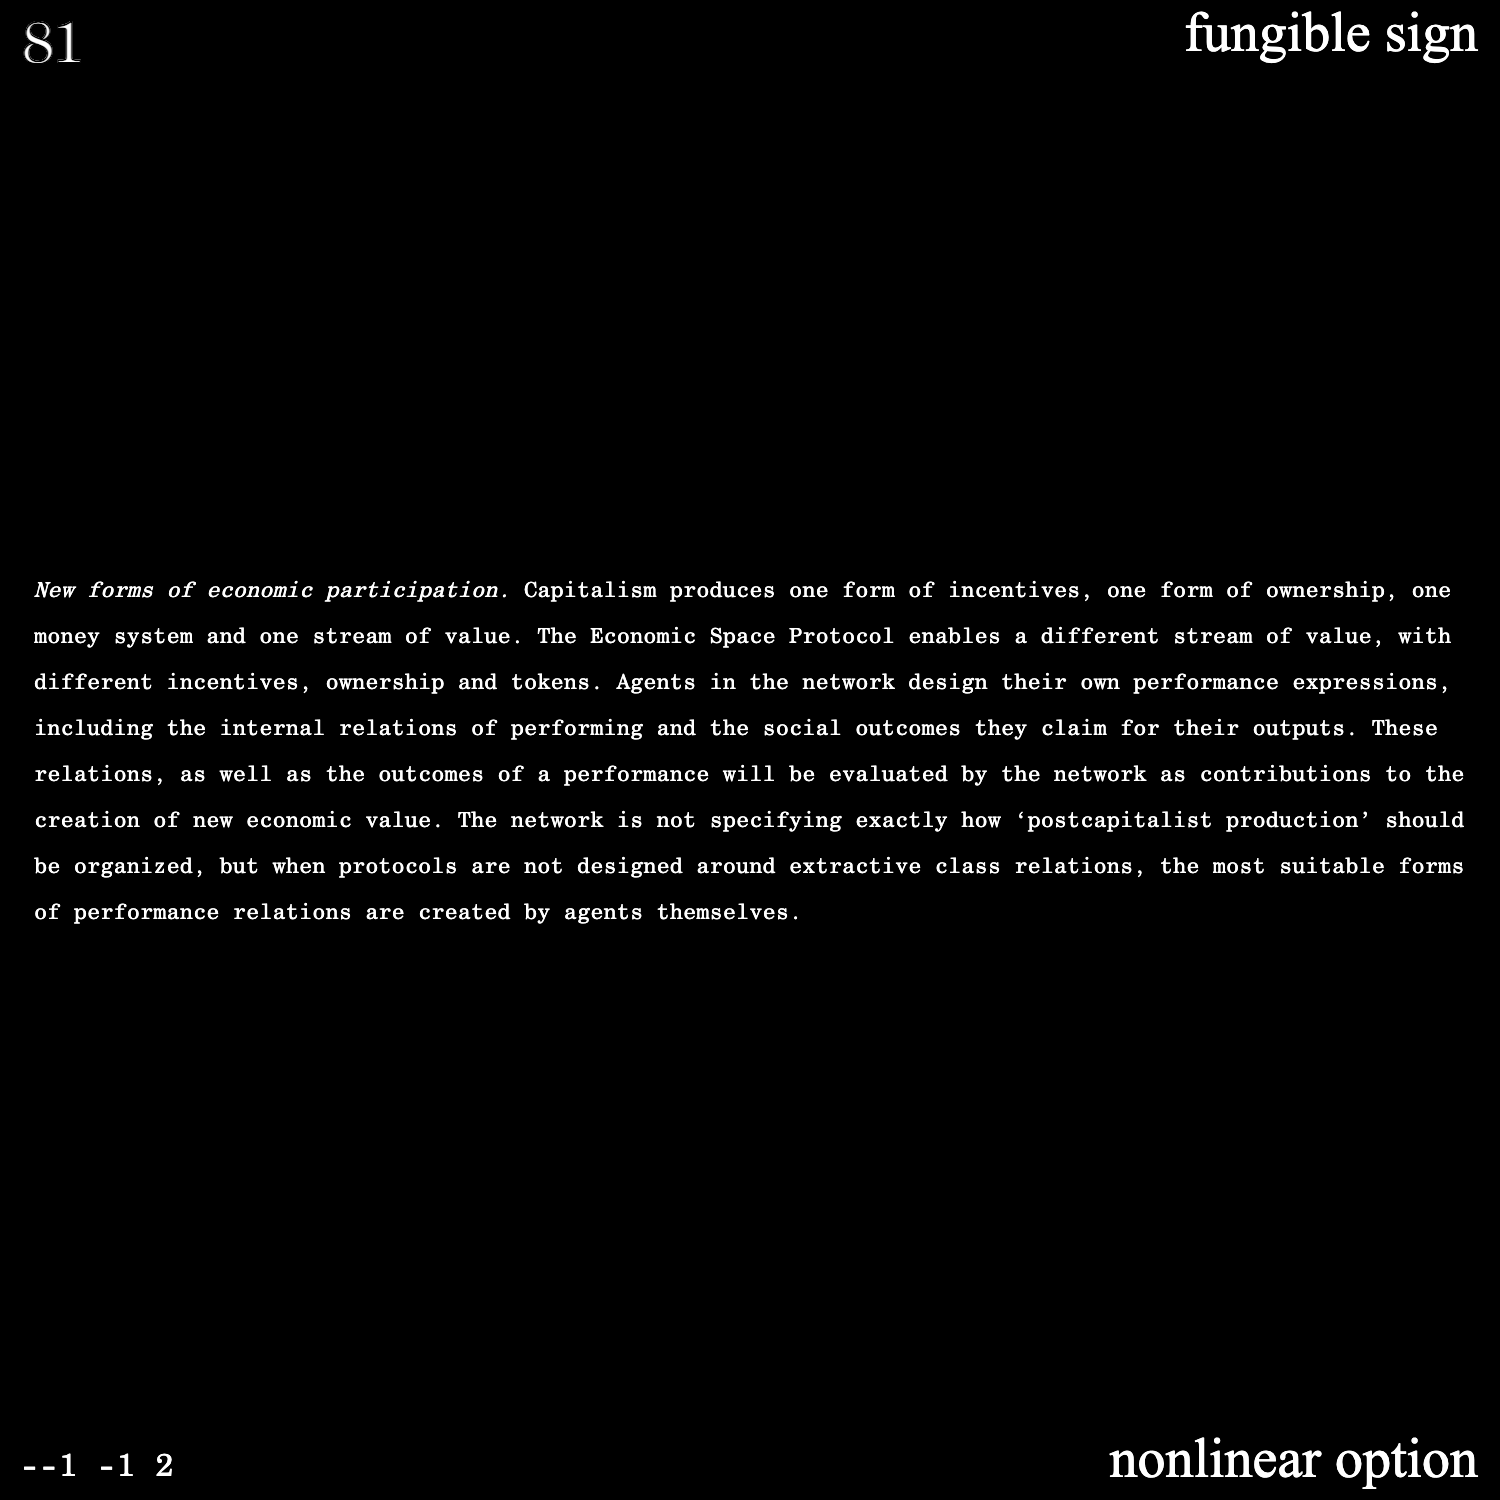 81
fungible sign
New forms of economic participation. Capitalism produces one form of incentives, one form of ownership, one
money system and one stream of value. The Economic Space Protocol enables a different stream of value, with
different incentives, ownership and tokens. Agents in the network design their own performance expressions,
including the internal relations of performing and the social outcomes they claim for their outputs. These
relations, as well as the outcomes of a performance will be evaluated by the network as contributions to the
creation of new economic value. The network is not specifying exactly how ‘postcapitalist production’ should
be organized, but when protocols are not designed around extractive class relations, the most suitable forms
of performance relations are created by agents themselves.
--1 -1 2
nonlinear option